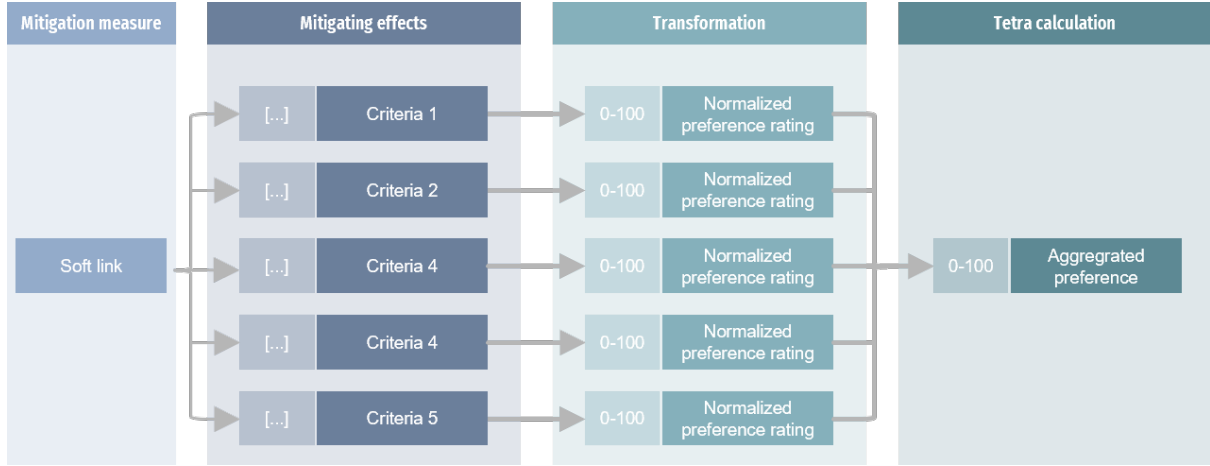 Mitigation measure
Mitigating effects
Transformation
Tetra calculation
[...]
Criteria 1
0-100
Normalized
preference rating
[...]
Criteria 2
0-100
Normalized
preference rating
Soft link
[...]
Criteria 4
0-100
Normalized
preference rating
0-100
Aggregrated
preference
[...]
Criteria 4
0-100
Normalized
preference rating
[...]
Criteria 5
0-100
Normalized
preference rating